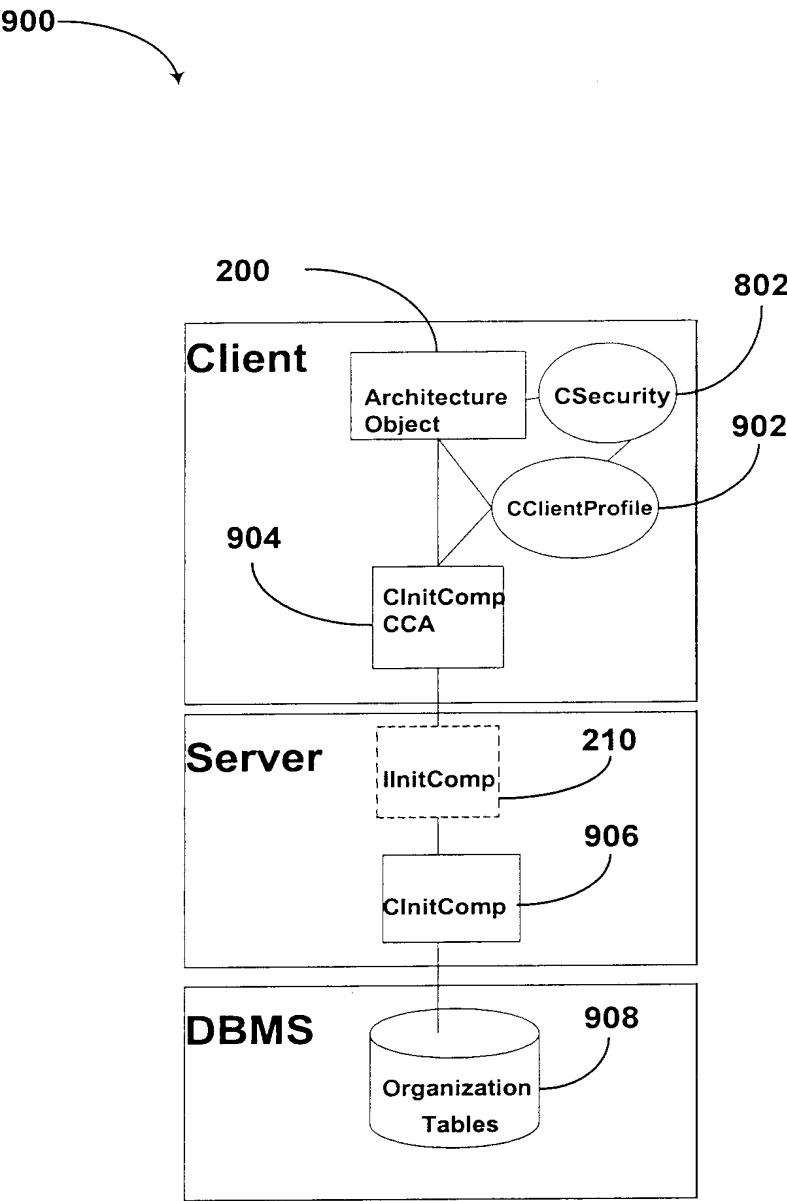 900
200
802
Client
Architecture
Object
CSecurity
902
CClientProfile
904
CInitComp
CCA
Server
210
IInitComp
906
CInitComp
DBMS
908
Organization
Tables